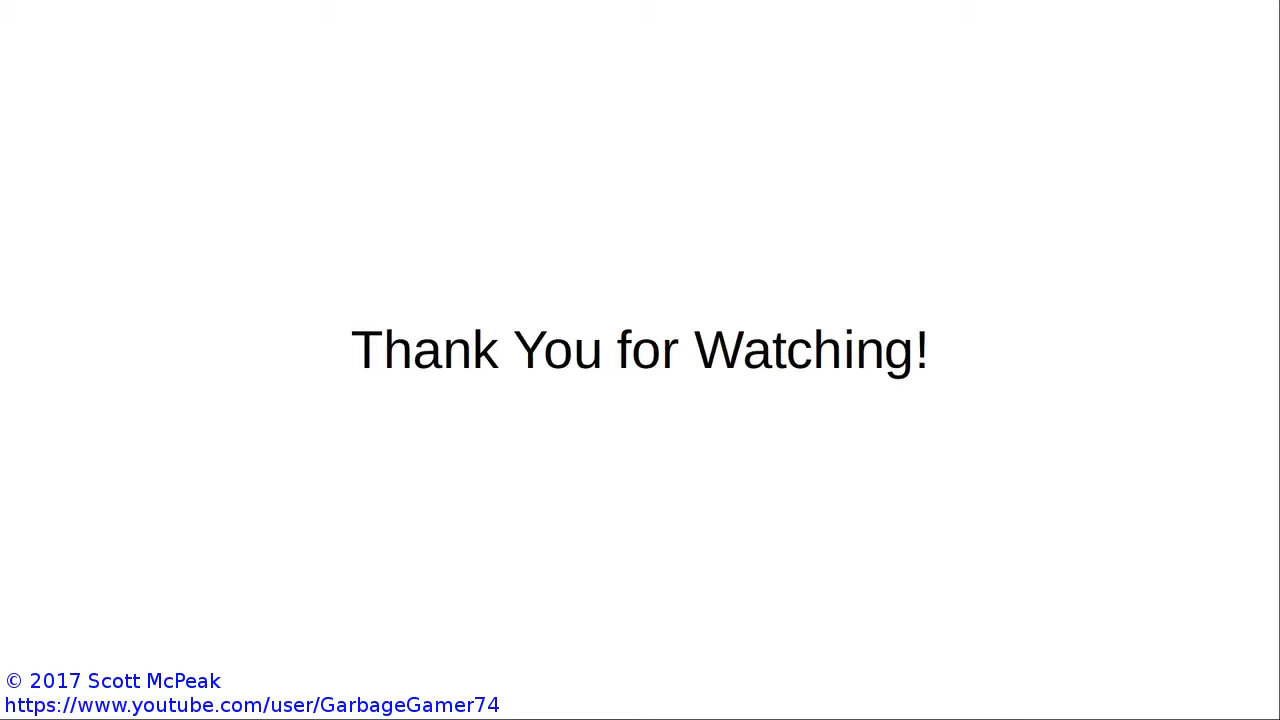 Thank You for Watching!
© 2017 Scott McPeak
https://www.youtube.com/user/GarbageGamer74